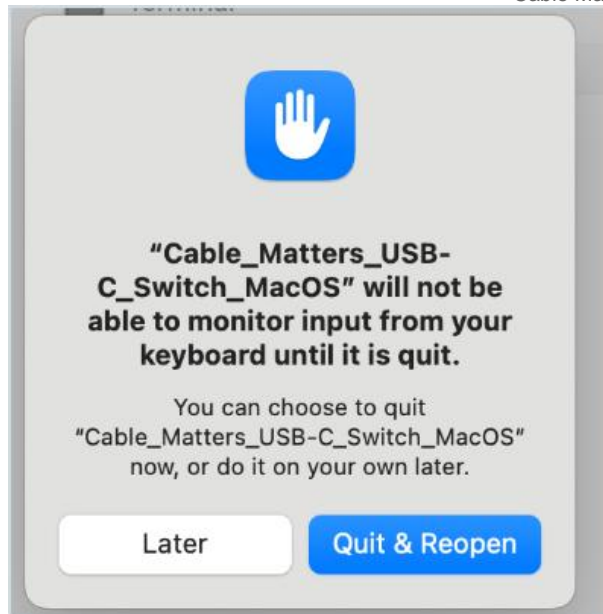 “Cable_Matters_USB-
C_Switch_MacOS” will not be
able to monitor input from your
keyboard until it is quit.
You can choose to quit
“Cable_Matters_USB-C_Switch_MacOS”
now, or do it on your own later.
Later
Quit & Reopen